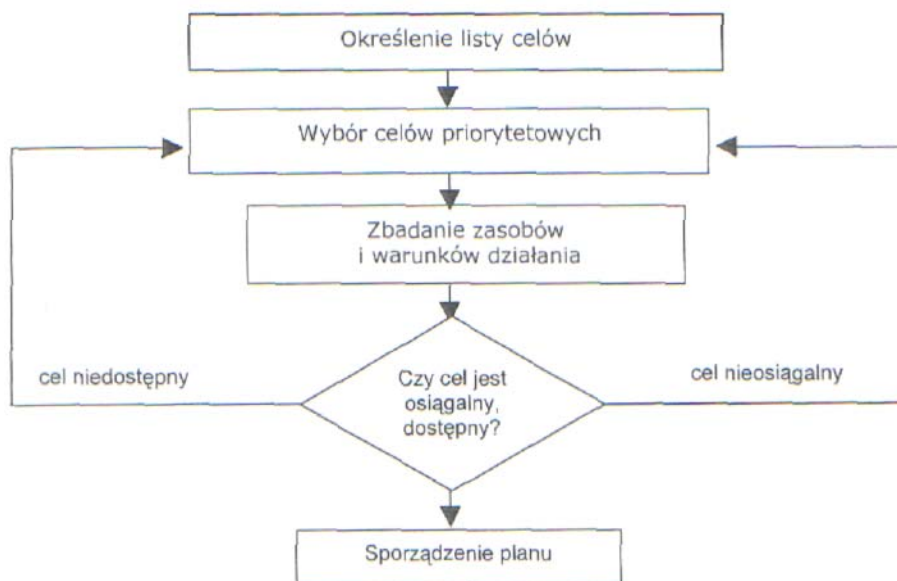 Określenie listy celów
Wybór celów priorytetowych
Zbadanie zasobów
i warunków działania
cel niedostępny
Czy cel jest
osiągalny,
dostępny?
cel nieosiągalny
Sporządzenie planu